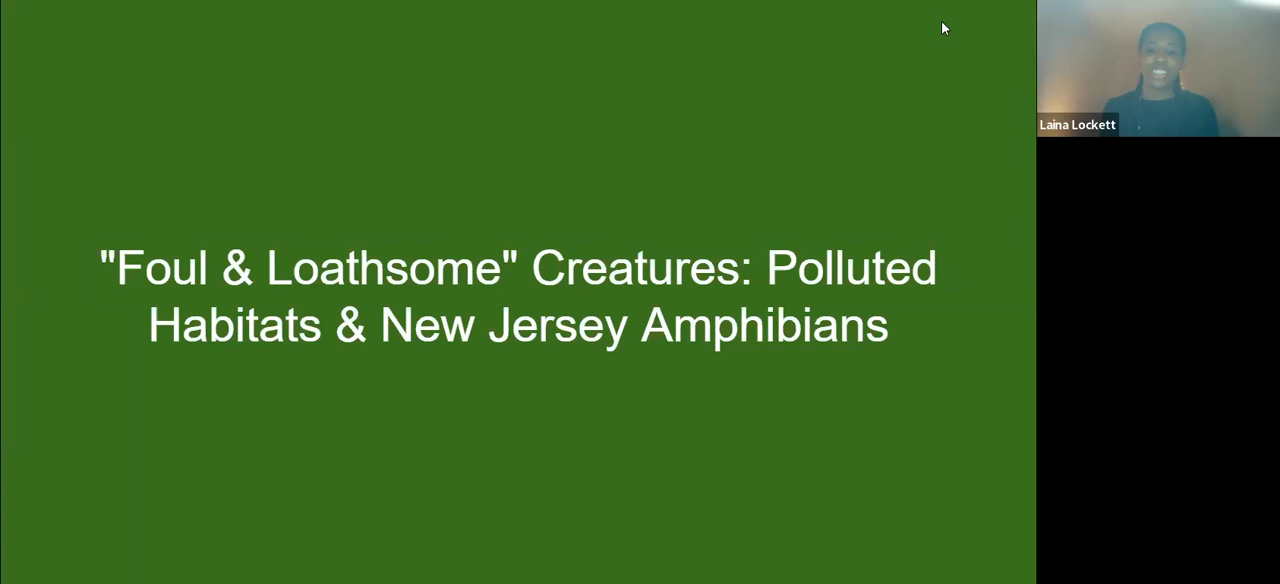 "Foul & Loathsome" Creatures: Polluted
Habitats & New Jersey Amphibians
Laina Lockett